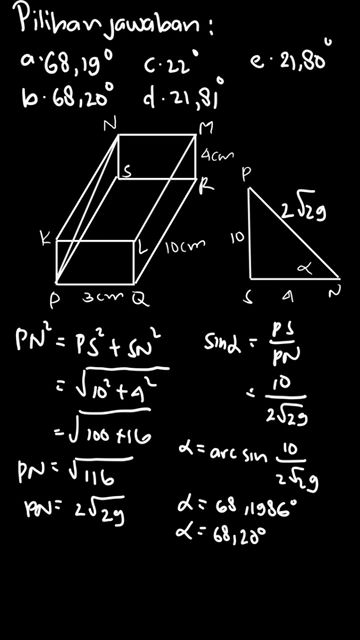 Pilihan jawaban :
a. 68,19° c. 22° e. 21,80°
b. 68,20° d. 21,81°
N M
4cm
S R
K L 10cm
P 3cm Q
P
10 2√29
α
S 4 N
PN² = PS² + SN²
= √10² + 4²
= √100 + 16
PN = √116
PN = 2√29
sin α = PS/PN
= 10/2√29
α = arc sin 10/2√29
α = 68,1986°
α = 68,20°